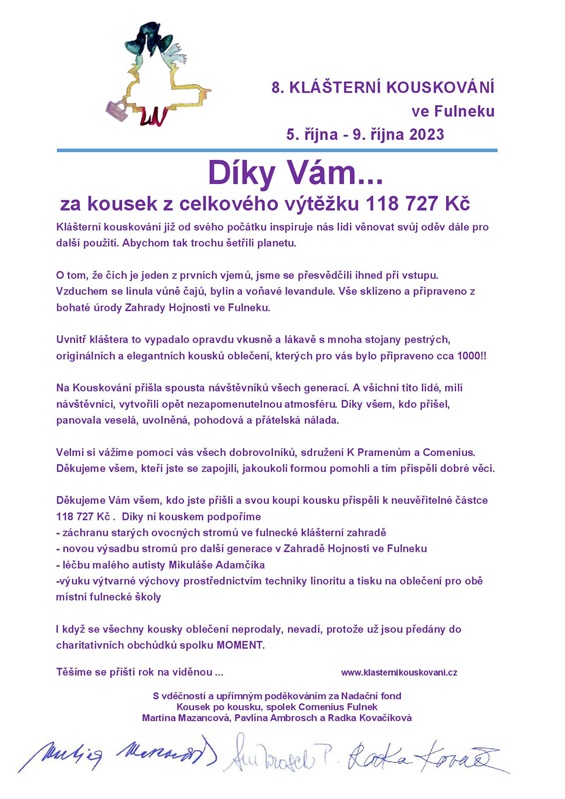 8. KLÁŠTERNÍ KOUSKOVÁNÍ
ve Fulneku
5. října - 9. října 2023
Díky Vám...
za kousek z celkového výtěžku 118 727 Kč
Klášterní kouskování již od svého počátku inspiruje nás lidi věnovat svůj oděv dále pro
další použití. Abychom tak trochu šetřili planetu.
O tom, že čich je jeden z prvních vjemů, jsme se přesvědčili ihned při vstupu.
Vzduchem se linula vůně čajů, bylin a voňavé levandule. Vše sklizeno a připraveno z
bohaté úrody Zahrady Hojnosti ve Fulneku.
Uvnitř kláštera to vypadalo opravdu vkusně a lákavě s mnoha stojany pestrých,
originálních a elegantních kousků oblečení, kterých pro vás bylo připraveno cca 1000!!
Na Kouskování přišla spousta návštěvníků všech generací. A všichni tito lidé, milí
návštěvníci, vytvořili opět nezapomenutelnou atmosféru. Díky všem, kdo přišel,
panovala veselá, uvolněná, pohodová a přátelská nálada.
Velmi si vážíme pomoci vás všech dobrovolníků, sdružení K Pramenům a Comenius.
Děkujeme všem, kteří jste se zapojili, jakoukoli formou pomohli a tím přispěli dobré věci.
Děkujeme Vám všem, kdo jste přišli a svou koupí kousku přispěli k neuvěřitelné částce
118 727 Kč . Díky ní kouskem podpoříme
- záchranu starých ovocných stromů ve fulnecké klášterní zahradě
- novou výsadbu stromů pro další generace v Zahradě Hojnosti ve Fulneku
- léčbu malého autisty Mikuláše Adamčíka
-výuku výtvarné výchovy prostřednictvím techniky linoritu a tisku na oblečení pro obě
místní fulnecké školy
I když se všechny kousky oblečení neprodaly, nevadí, protože už jsou předány do
charitativních obchůdků spolku MOMENT.
Těšíme se příští rok na viděnou ... www.klasternikouskovani.cz
S vděčností a upřímným poděkováním za Nadační fond
Kousek po kousku, spolek Comenius Fulnek
Martina Mazancová, Pavlína Ambrosch a Radka Kovačíková
Ambrosch P. Radka Kovač